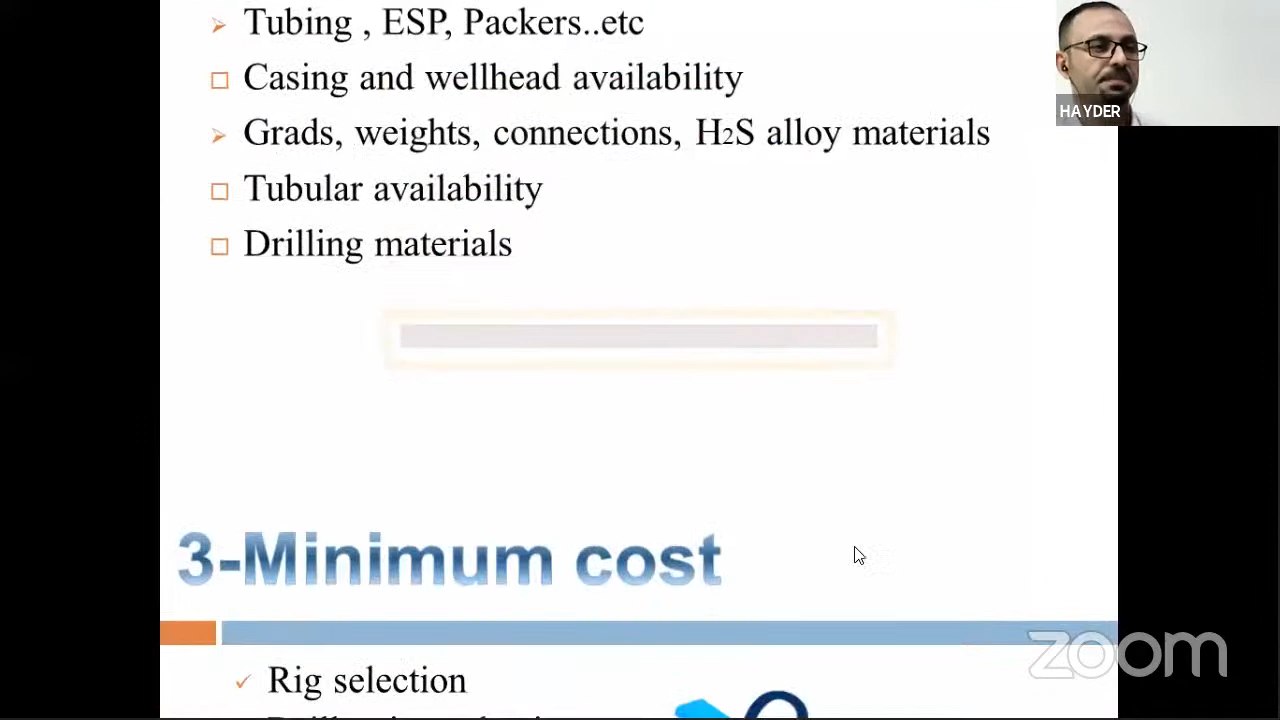 Tubing , ESP, Packers..etc
Casing and wellhead availability
Grads, weights, connections, H2S alloy materials
Tubular availability
Drilling materials
3-Minimum cost
Rig selection
HAYDER
zoom